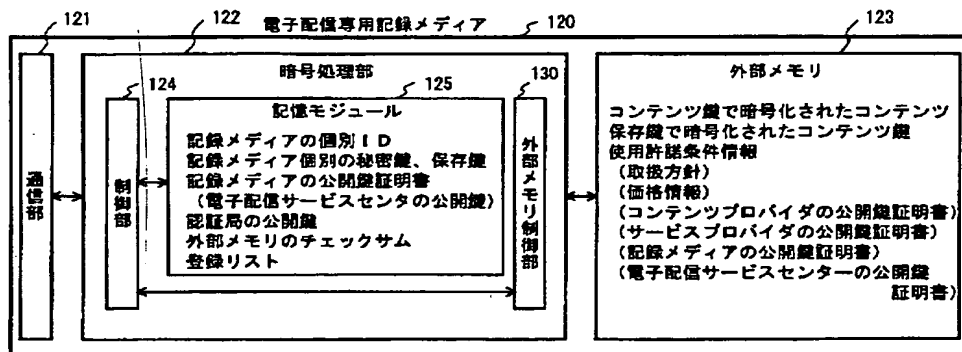 電子配信専用記録メディア
120
121
122
123
通信部
暗号処理部
124
125
130
制御部
記憶モジュール
記録メディアの個別ID
記録メディア個別の秘密鍵、保存鍵
記録メディアの公開鍵証明書
(電子配信サービスセンタの公開鍵)
認証局の公開鍵
外部メモリのチェックサム
登録リスト
外部メモリ制御部
外部メモリ
コンテンツ鍵で暗号化されたコンテンツ
保存鍵で暗号化されたコンテンツ鍵
使用許諾条件情報
(取扱方針)
(価格情報)
(コンテンツプロバイダの公開鍵証明書)
(サービスプロバイダの公開鍵証明書)
(記録メディアの公開鍵証明書)
(電子配信サービスセンターの公開鍵
証明書)